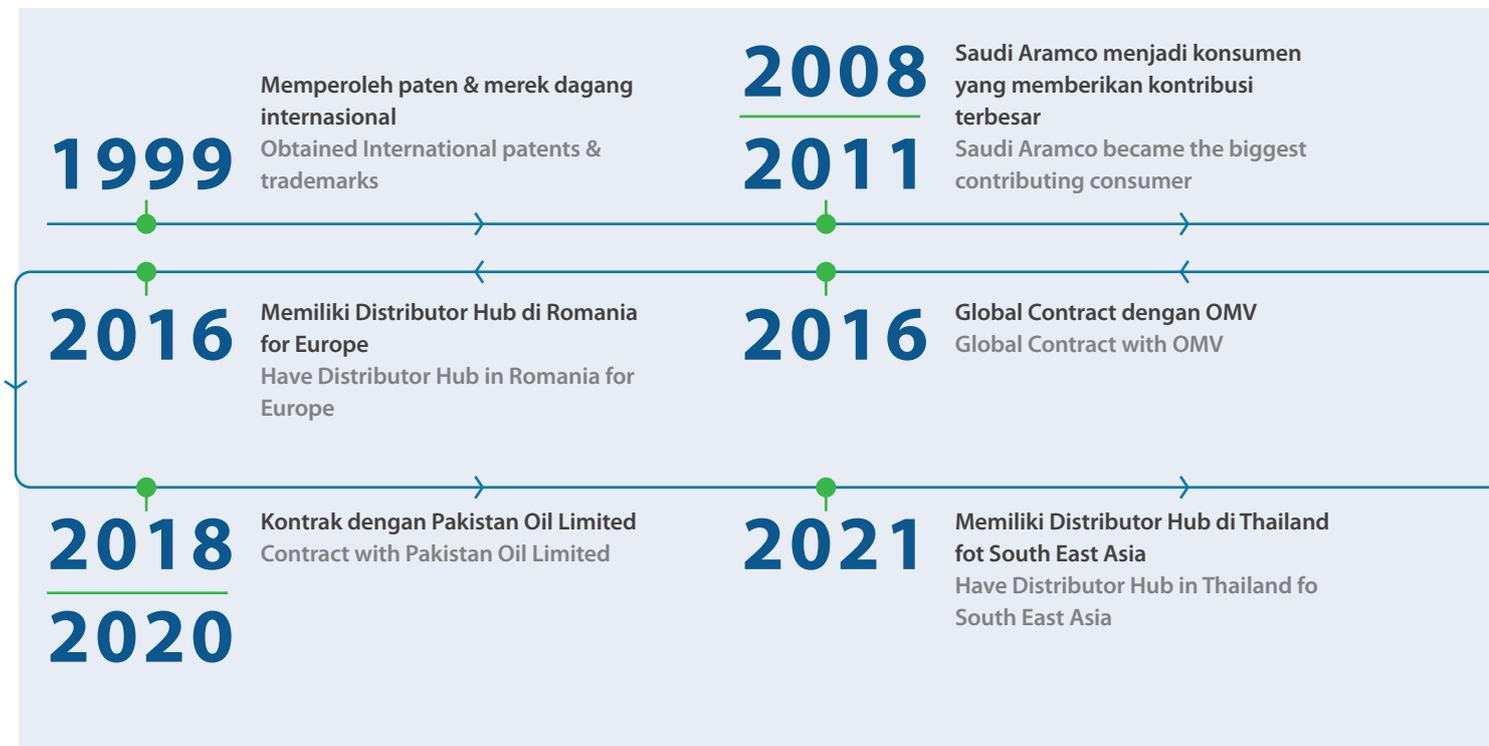 1999
Memperoleh paten & merek dagang
internasional
Obtained International patents &
trademarks
2008
2011
Saudi Aramco menjadi konsumen
yang memberikan kontribusi
terbesar
Saudi Aramco became the biggest
contributing consumer
2016
Memiliki Distributor Hub di Romania
for Europe
Have Distributor Hub in Romania for
Europe
2016
Global Contract dengan OMV
Global Contract with OMV
2018
2020
Kontrak dengan Pakistan Oil Limited
Contract with Pakistan Oil Limited
2021
Memiliki Distributor Hub di Thailand
fot South East Asia
Have Distributor Hub in Thailand fo
South East Asia